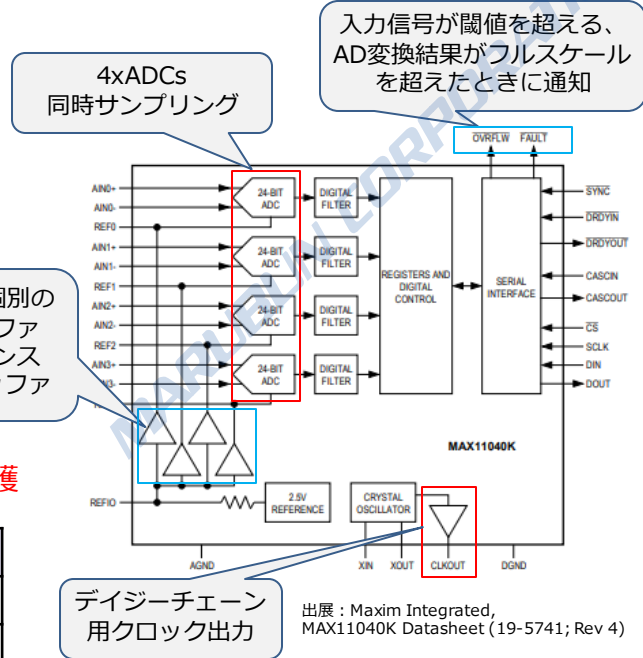 入力信号が閾値を超える、
AD変換結果がフルスケール
を超えたときに通知
4xADCs
同時サンプリング
OVRFLW FAULT
AIN0+
AIN0-
REF0
AIN1+
AIN1-
REF1
AIN2+
AIN2-
REF2
AIN3+
3-
24-BIT
ADC
24-BIT
ADC
24-BIT
ADC
24-BIT
ADC
DIGITAL
FILTER
DIGITAL
FILTER
DIGITAL
FILTER
DIGITAL
FILTER
REGISTERS AND
DIGITAL
CONTROL
SERIAL
INTERFACE
SYNC
DRDYIN
DRDYOUT
CASCIN
CASCOUT
CS
SCLK
DIN
DOUT
個別の
ファ
ンス
ファ
獲
MAX11040K
REFIO
2.5V
REFERENCE
CRYSTAL
OSCILLATOR
AGND
XIN
XOUT
CLKOUT
DGND
デイジーチェーン
用クロック出力
出展：Maxim Integrated,
MAX11040K Datasheet (19-5741; Rev 4)
MARUBUN CORPORATI